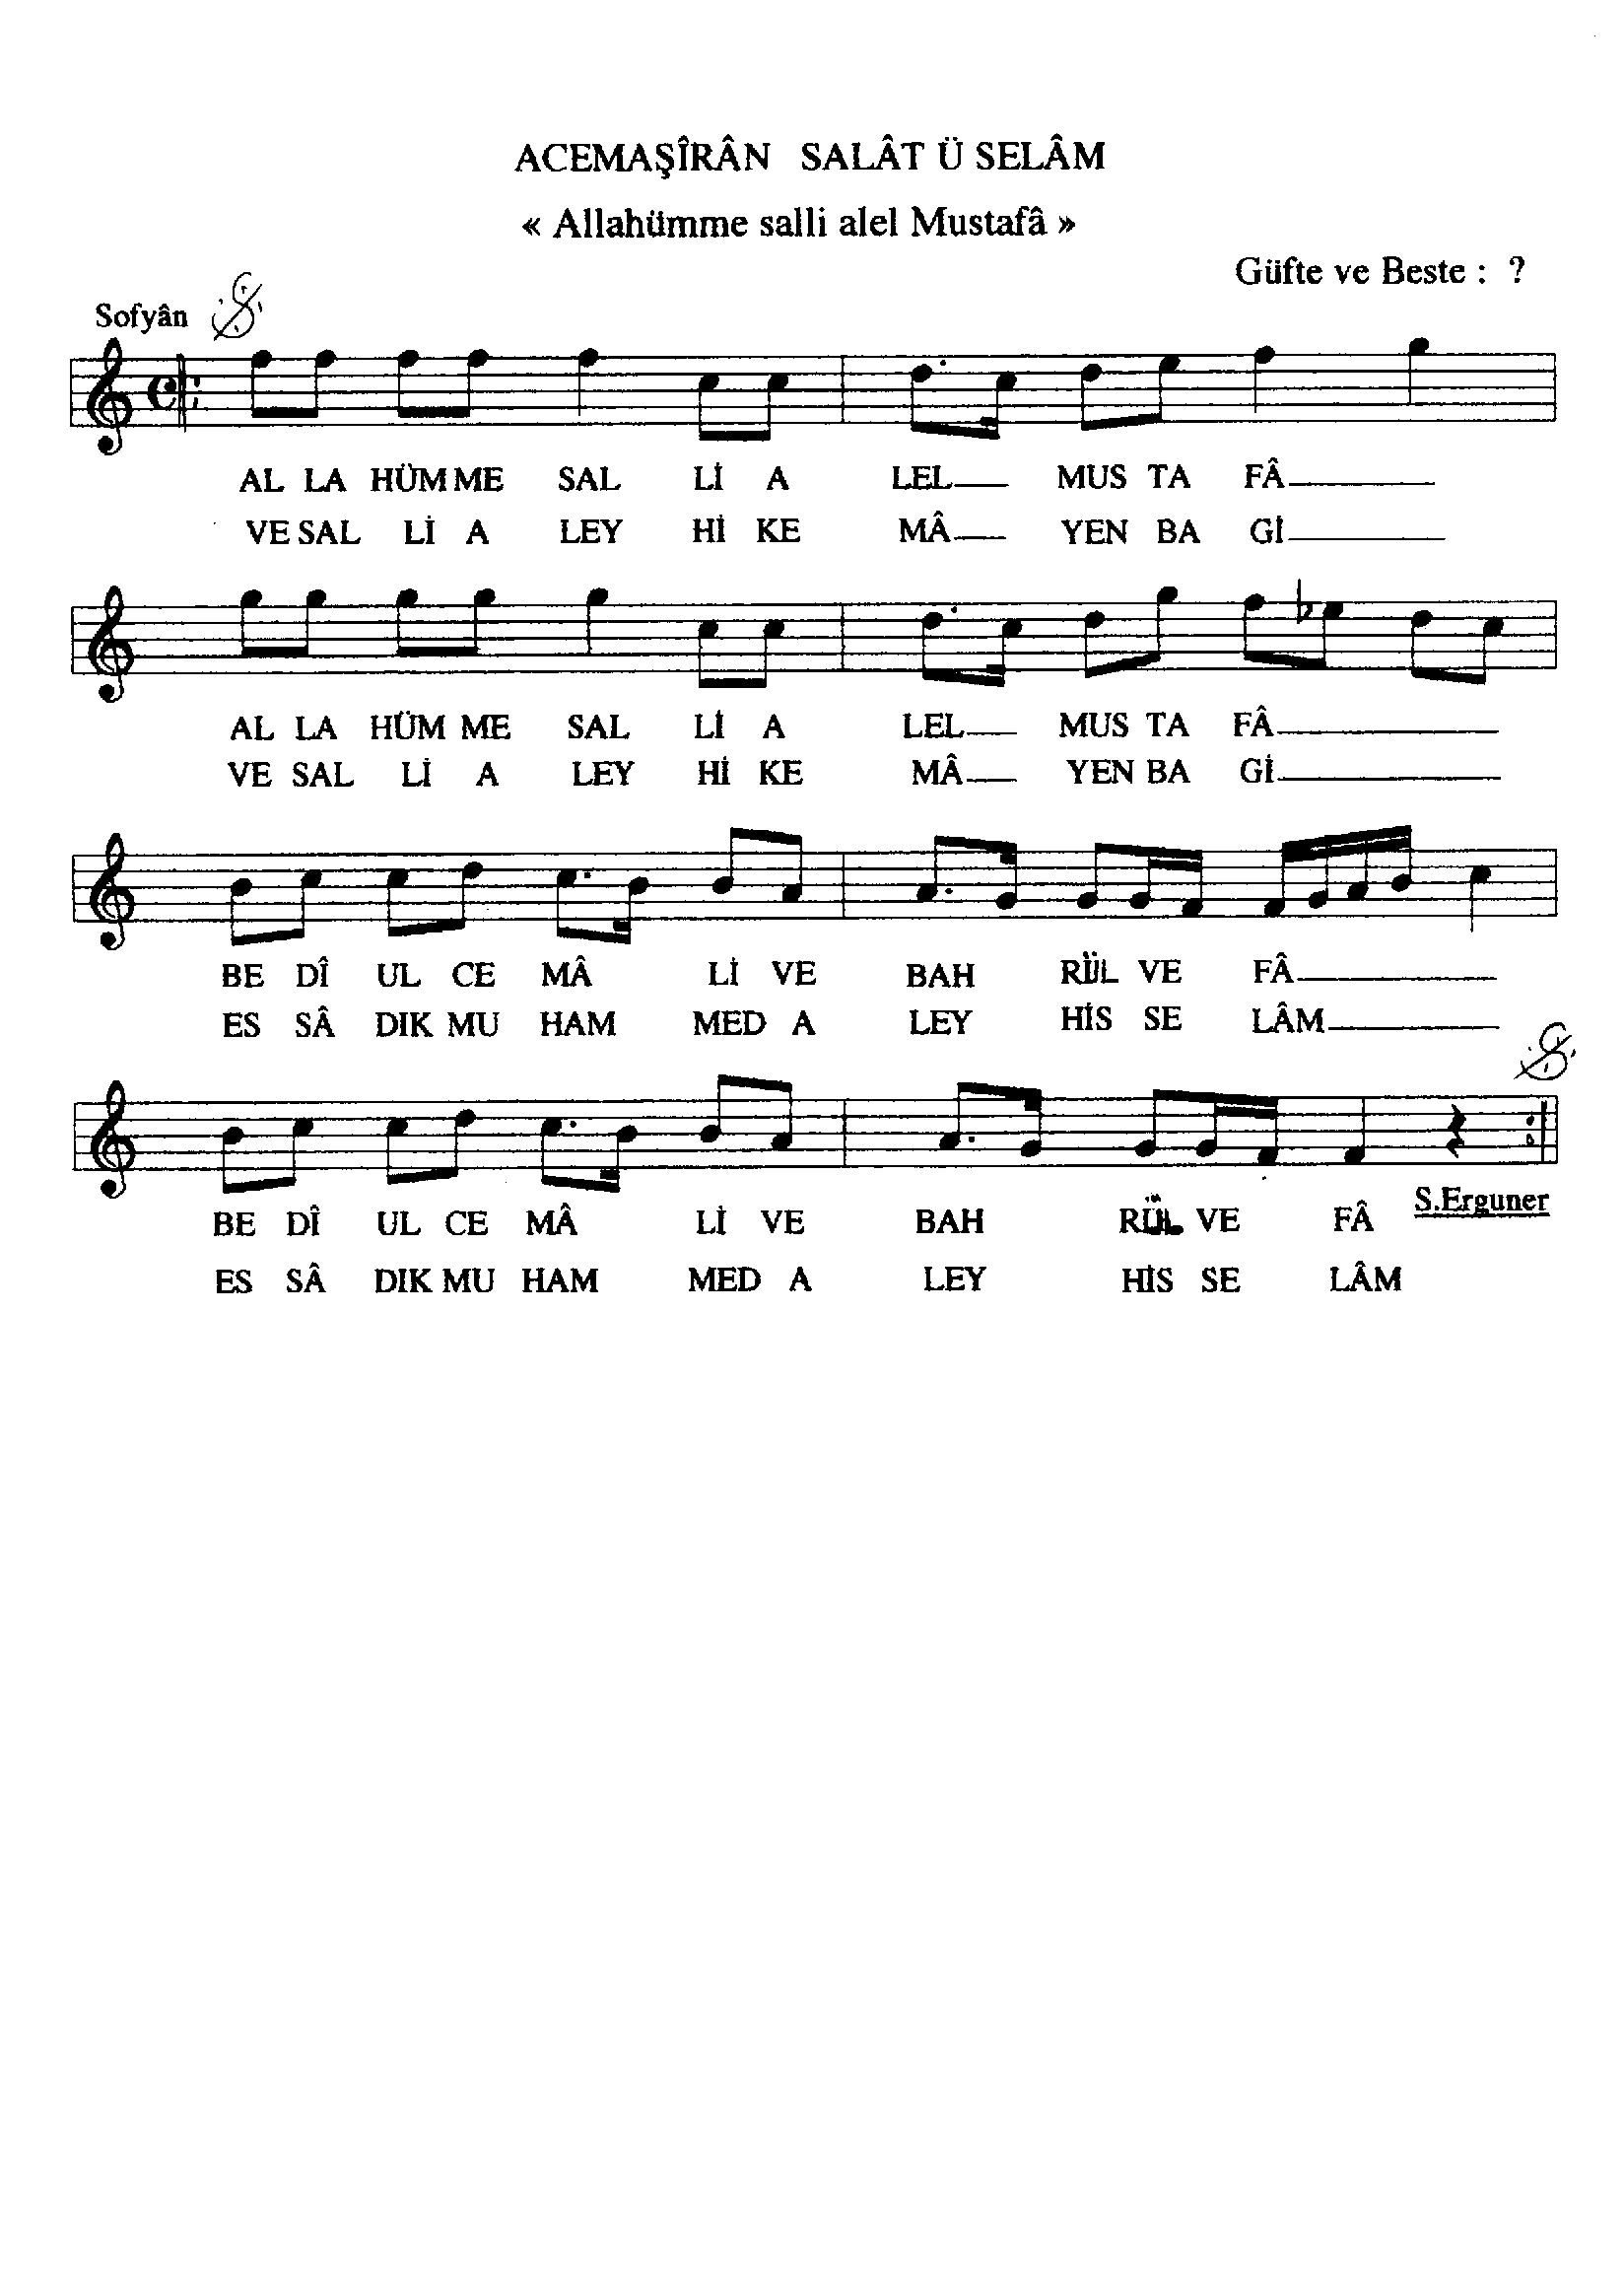 ACEMAŞÎRÂN SALÂT Ü SELÂM
« Allahümme salli alel Mustafâ »
Güfte ve Beste : ?
Sofyân
AL LA HÜM ME SAL Lİ A LEL MUS TA FÂ
VE SAL Lİ A LEY Hİ KE MÂ YEN BA Gİ
AL LA HÜM ME SAL Lİ A LEL MUS TA FÂ
VE SAL Lİ A LEY Hİ KE MÂ YEN BA Gİ
BE DÎ UL CE MÂ Lİ VE BAH RÜL VE FÂ
ES SÂ DIK MU HAM MED A LEY HİS SE LÂM
S.Erguner
BE DÎ UL CE MÂ Lİ VE BAH RÜL VE FÂ
ES SÂ DIK MU HAM MED A LEY HİS SE LÂM